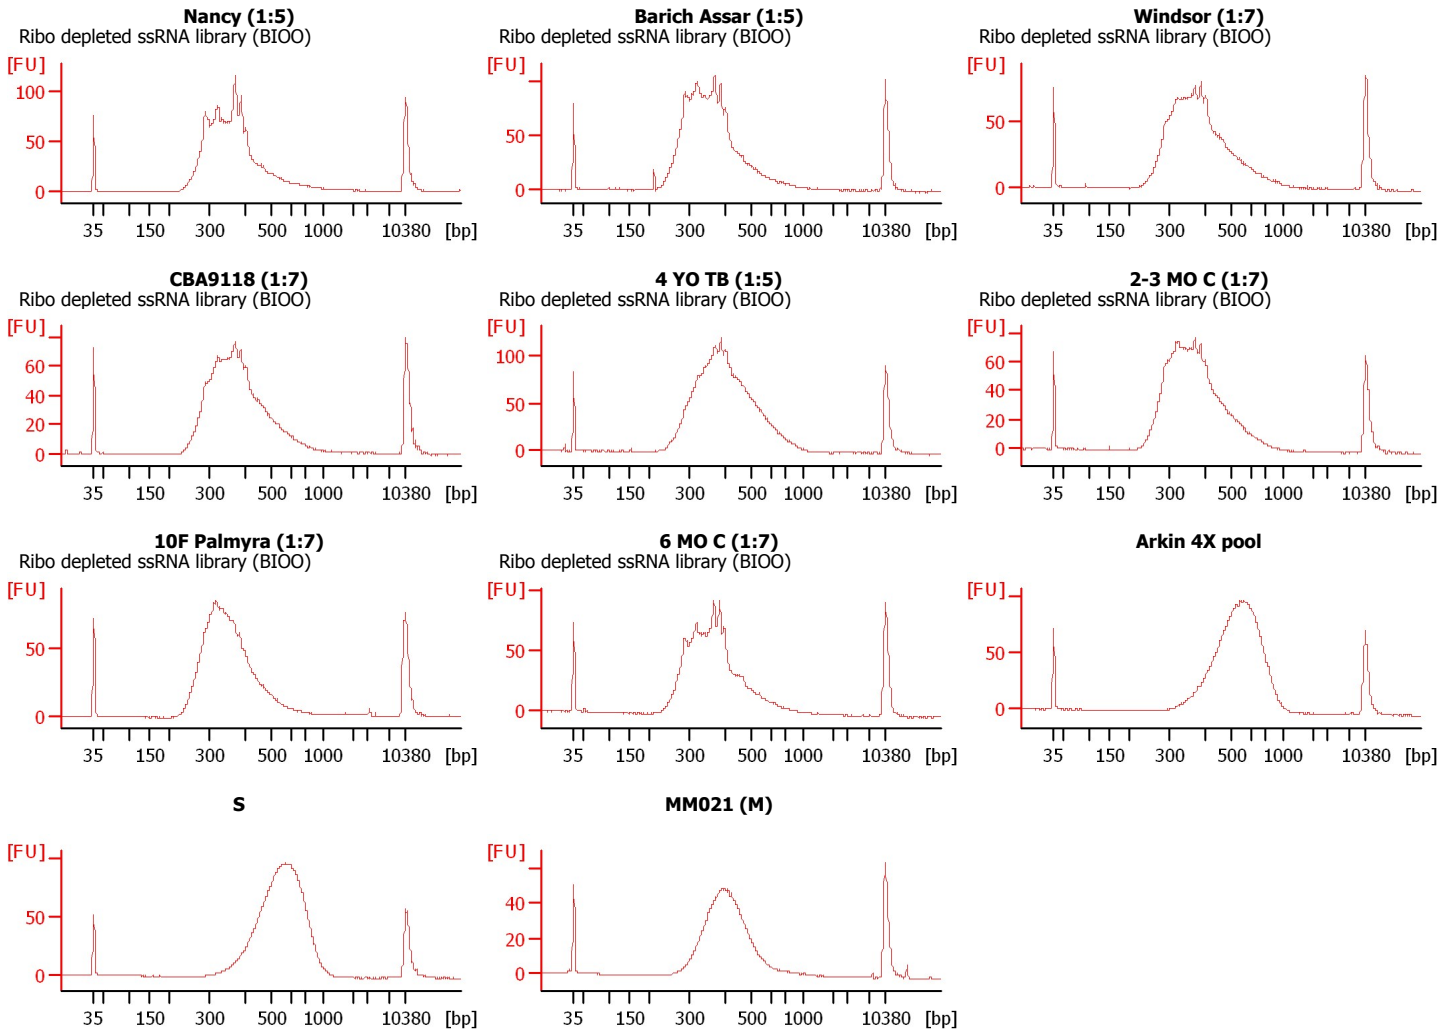 Nancy (1:5)
Ribo depleted ssRNA library (BIOO)
[FU]
100
50
0
35 150 300 500 1000 10380 [bp]
Barich Assar (1:5)
Ribo depleted ssRNA library (BIOO)
[FU]
50
0
35 150 300 500 1000 10380 [bp]
Windsor (1:7)
Ribo depleted ssRNA library (BIOO)
[FU]
50
0
35 150 300 500 1000 10380 [bp]
CBA9118 (1:7)
Ribo depleted ssRNA library (BIOO)
[FU]
60
40
20
0
35 150 300 500 1000 10380 [bp]
4 YO TB (1:5)
Ribo depleted ssRNA library (BIOO)
[FU]
100
50
0
35 150 300 500 1000 10380 [bp]
2-3 MO C (1:7)
Ribo depleted ssRNA library (BIOO)
[FU]
60
40
20
0
35 150 300 500 1000 10380 [bp]
10F Palmyra (1:7)
Ribo depleted ssRNA library (BIOO)
[FU]
50
0
35 150 300 500 1000 10380 [bp]
6 MO C (1:7)
Ribo depleted ssRNA library (BIOO)
[FU]
50
0
35 150 300 500 1000 10380 [bp]
Arkin 4X pool
[FU]
50
0
35 150 300 500 1000 10380 [bp]
S
[FU]
50
0
35 150 300 500 1000 10380 [bp]
MM021 (M)
[FU]
40
20
0
35 150 300 500 1000 10380 [bp]